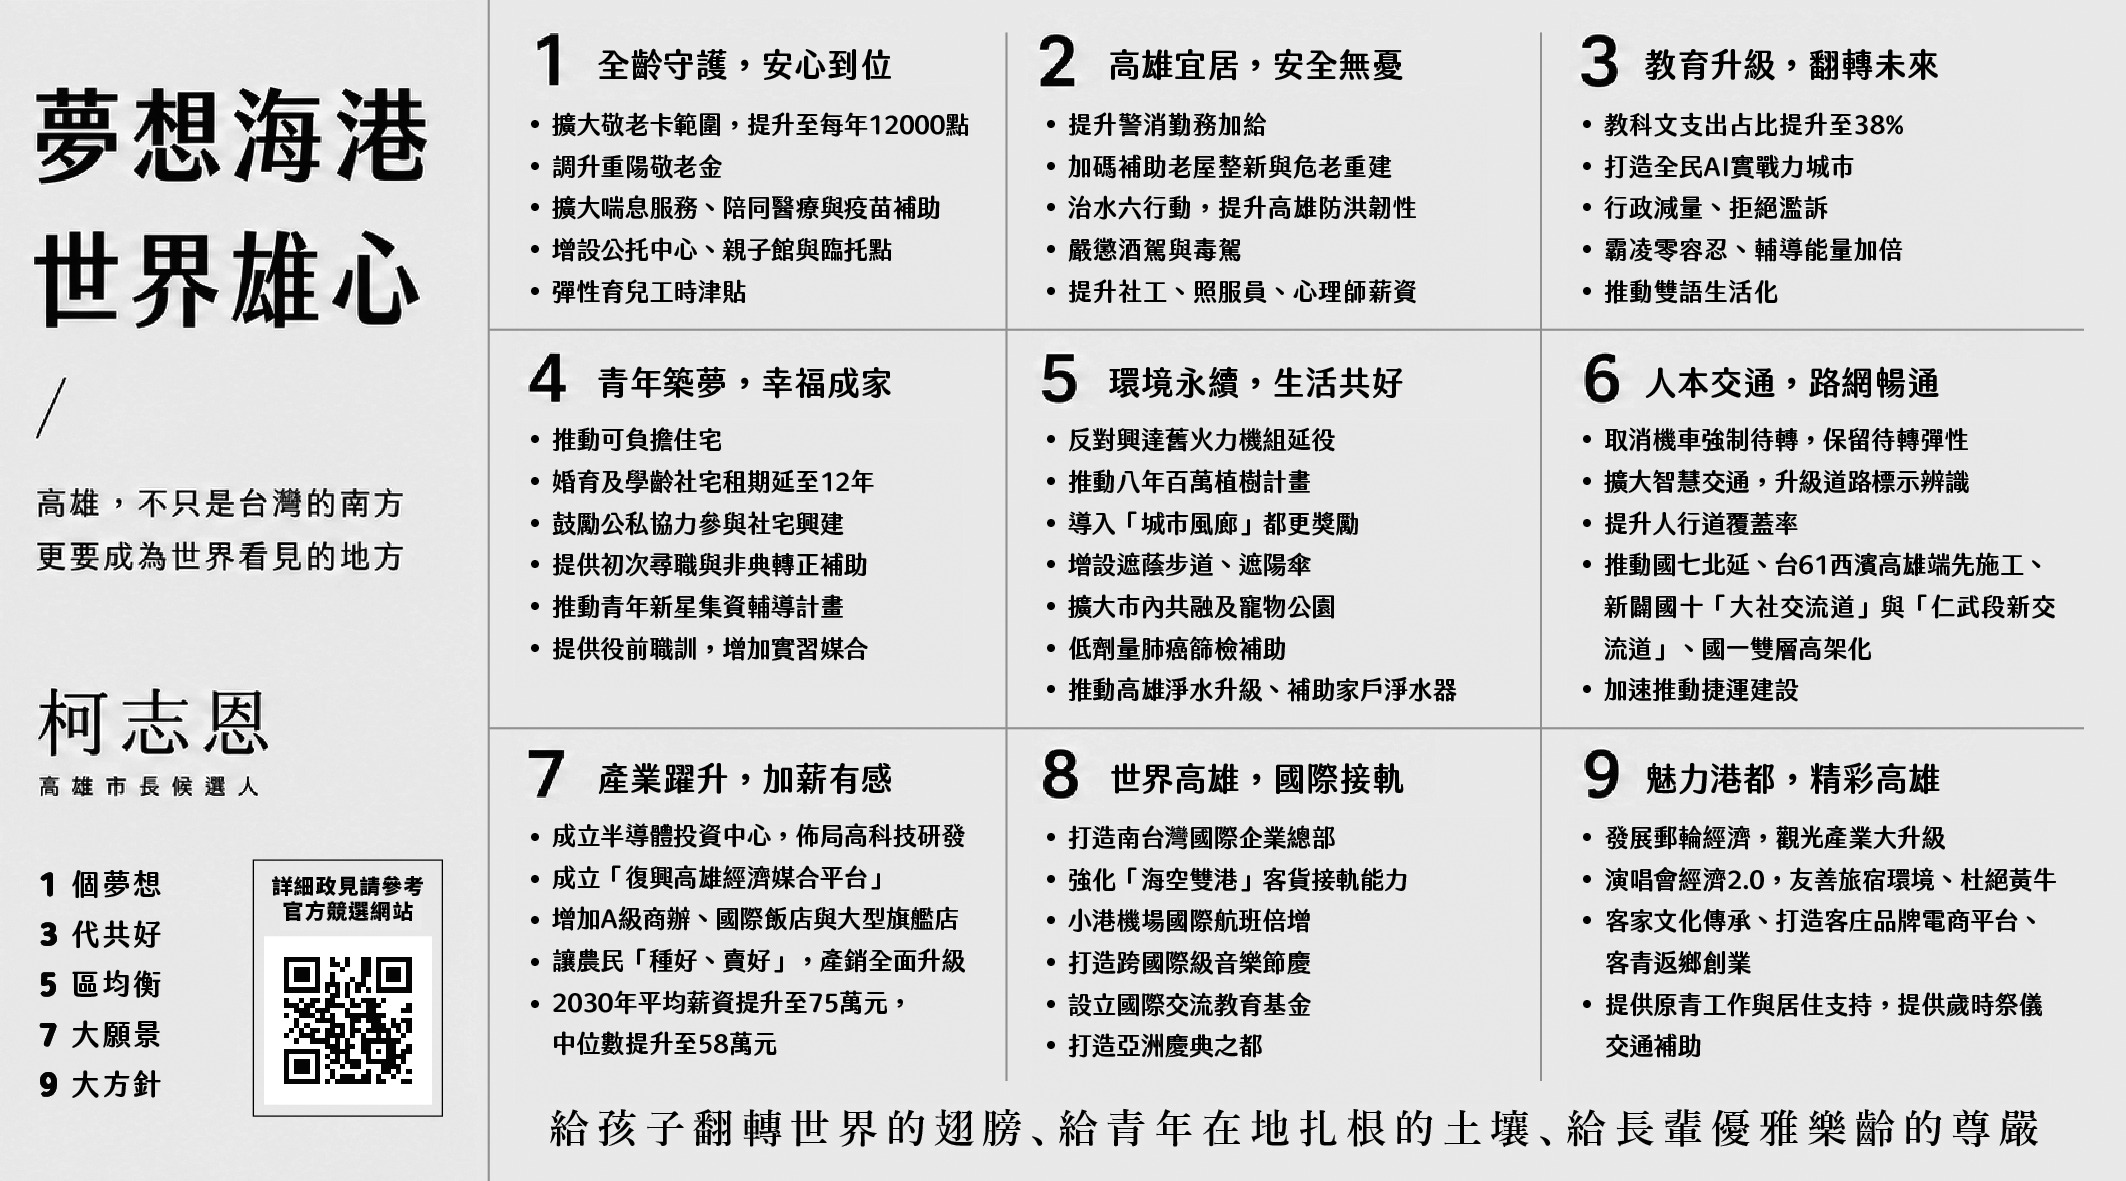 夢想海港
世界雄心
高雄，不只是台灣的南方
更要成為世界看見的地方
柯志恩
高雄市長候選人
1 個夢想
3 代共好
5 區均衡
7 大願景
9 大方針
詳細政見請參考
官方競選網站
1 全齡守護，安心到位
• 擴大敬老卡範圍，提升至每年12000點
• 調升重陽敬老金
• 擴大喘息服務、陪同醫療與疫苗補助
• 增設公托中心、親子館與臨托點
• 彈性育兒工時津貼
2 高雄宜居，安全無憂
• 提升警消勤務加給
• 加碼補助老屋整新與危老重建
• 治水六行動，提升高雄防洪韌性
• 嚴懲酒駕與毒駕
• 提升社工、照服員、心理師薪資
3 教育升級，翻轉未來
• 教科文支出占比提升至38%
• 打造全民AI實戰力城市
• 行政減量、拒絕濫訴
• 霸凌零容忍、輔導能量加倍
• 推動雙語生活化
4 青年築夢，幸福成家
• 推動可負擔住宅
• 婚育及學齡社宅租期延至12年
• 鼓勵公私協力參與社宅興建
• 提供初次尋職與非典轉正補助
• 推動青年新星集資輔導計畫
• 提供役前職訓，增加實習媒合
5 環境永續，生活共好
• 反對興達舊火力機組延役
• 推動八年百萬植樹計畫
• 導入「城市風廊」都更獎勵
• 增設遮蔭步道、遮陽傘
• 擴大市內共融及寵物公園
• 低劑量肺癌篩檢補助
• 推動高雄淨水升級、補助家戶淨水器
6 人本交通，路網暢通
• 取消機車強制待轉，保留待轉彈性
• 擴大智慧交通，升級道路標示辨識
• 提升人行道覆蓋率
• 推動國七北延、台61西濱高雄端先施工、
新闢國十「大社交流道」與「仁武段新交
流道」、國一雙層高架化
• 加速推動捷運建設
7 產業躍升，加薪有感
• 成立半導體投資中心，佈局高科技研發
• 成立「復興高雄經濟媒合平台」
• 增加A級商辦、國際飯店與大型旗艦店
• 讓農民「種好、賣好」，產銷全面升級
• 2030年平均薪資提升至75萬元，
中位數提升至58萬元
8 世界高雄，國際接軌
• 打造南台灣國際企業總部
• 強化「海空雙港」客貨接軌能力
• 小港機場國際航班倍增
• 打造跨國際級音樂節慶
• 設立國際交流教育基金
• 打造亞洲慶典之都
9 魅力港都，精彩高雄
• 發展郵輪經濟，觀光產業大升級
• 演唱會經濟2.0，友善旅宿環境、杜絕黃牛
• 客家文化傳承、打造客庄品牌電商平台、
客青返鄉創業
• 提供原青工作與居住支持，提供歲時祭儀
交通補助
給孩子翻轉世界的翅膀、給青年在地扎根的土壤、給長輩優雅樂齡的尊嚴